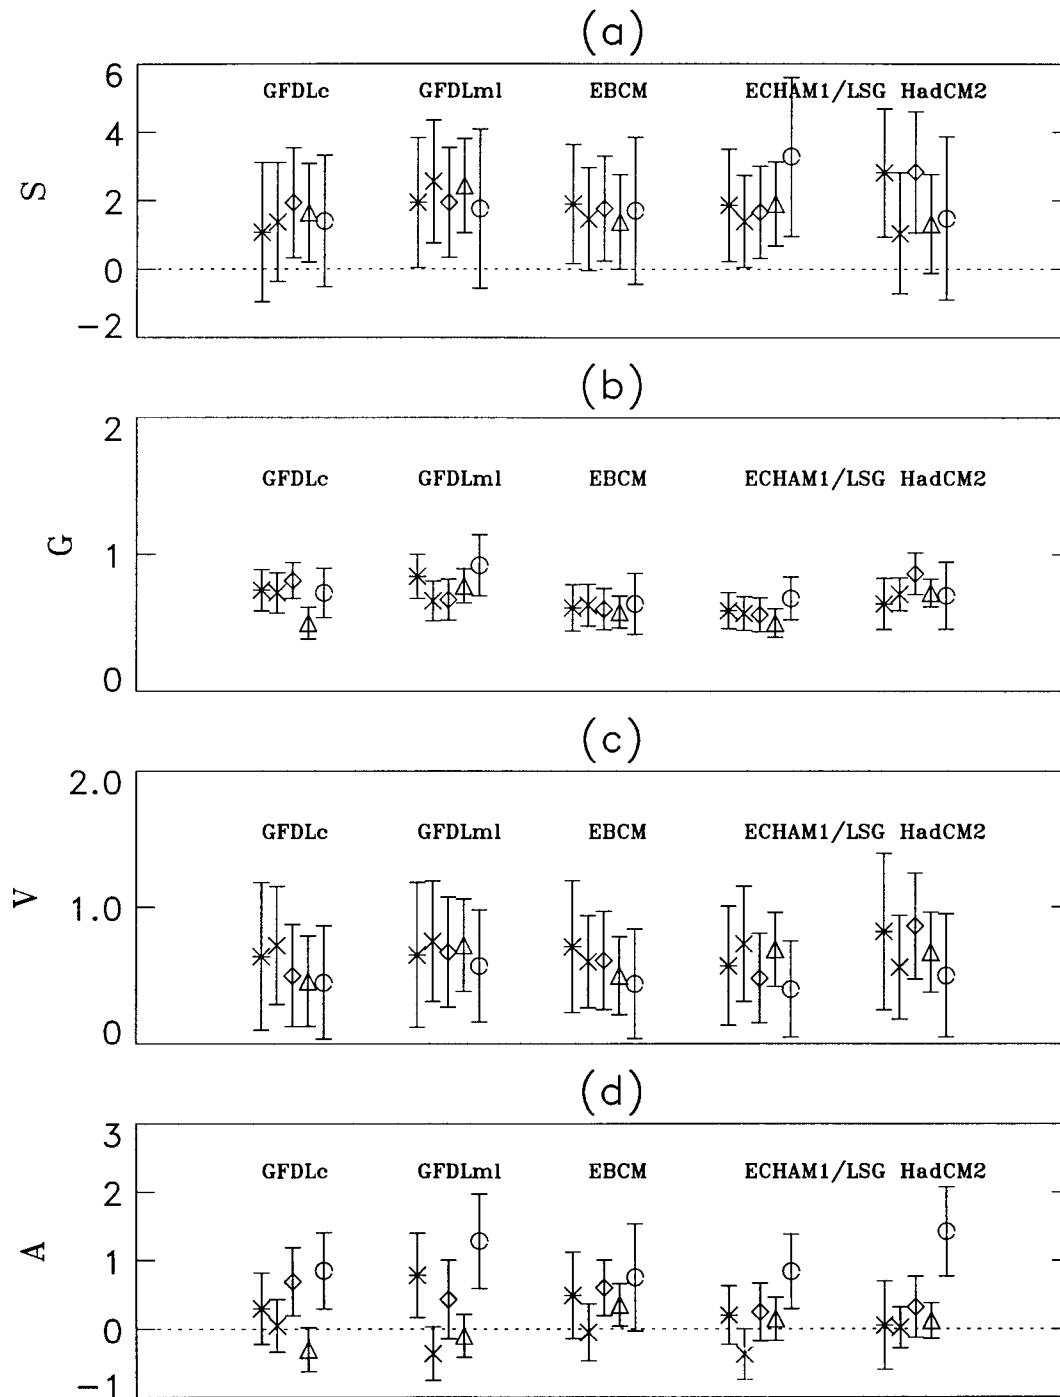 (a)
6
GFDLc GFDLml EBCM ECHAM1/LSG HadCM2
4
S
2
0
-2
(b)
2
GFDLc GFDLml EBCM ECHAM1/LSG HadCM2
G
1
0
(c)
2.0
GFDLc GFDLml EBCM ECHAM1/LSG HadCM2
V
1.0
0
(d)
3
GFDLc GFDLml EBCM ECHAM1/LSG HadCM2
2
A
1
0
-1